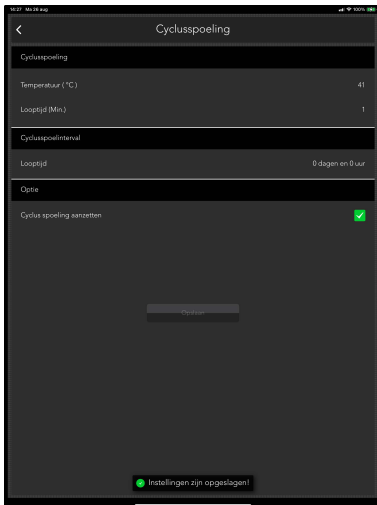 14:27 Ma 26 aug 100%
Cyclusspoeling
Cyclusspoeling
Temperatuur (°C) 41
Looptijd (Min.) 1
Cyclusspoelinterval
Looptijd 0 dagen en 0 uur
Optie
Cyclus spoeling aanzetten
Opslaan
Instellingen zijn opgeslagen!